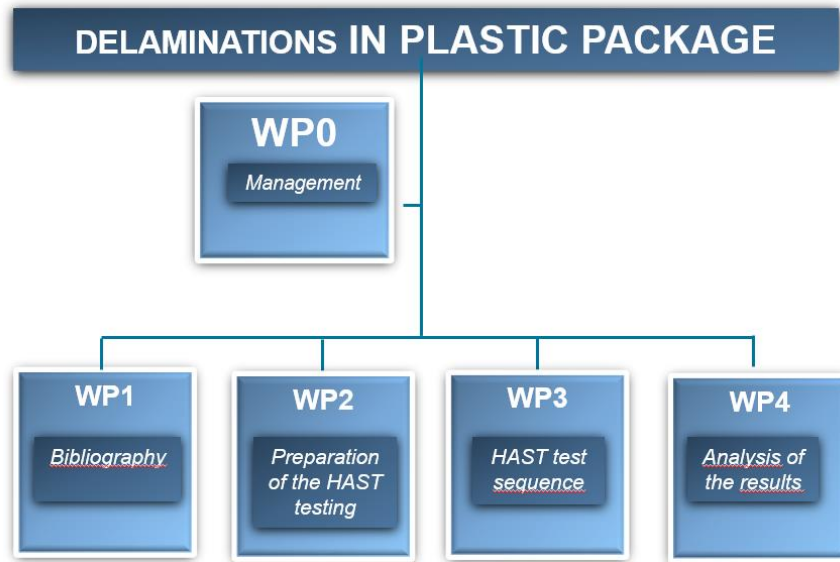 DELAMINATIONS IN PLASTIC PACKAGE
WP0
Management
WP1
Bibliography
WP2
Preparation
of the HAST
testing
WP3
HAST test
sequence
WP4
Analysis of
the results